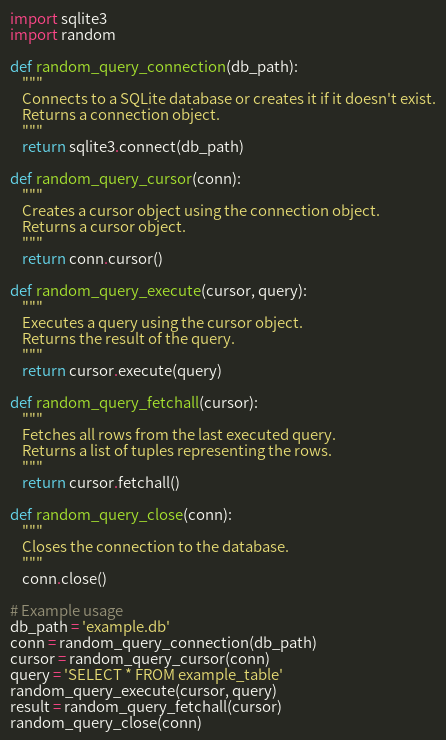 import sqlite3
import random
def random_query_connection(db_path):
"""
Connects to a SQLite database or creates it if it doesn't exist.
Returns a connection object.
"""
return sqlite3.connect(db_path)
def random_query_cursor(conn):
"""
Creates a cursor object using the connection object.
Returns a cursor object.
"""
return conn.cursor()
def random_query_execute(cursor, query):
"""
Executes a query using the cursor object.
Returns the result of the query.
"""
return cursor.execute(query)
def random_query_fetchall(cursor):
"""
Fetches all rows from the last executed query.
Returns a list of tuples representing the rows.
"""
return cursor.fetchall()
def random_query_close(conn):
"""
Closes the connection to the database.
"""
conn.close()
# Example usage
db_path = 'example.db'
conn = random_query_connection(db_path)
cursor = random_query_cursor(conn)
query = 'SELECT * FROM example_table'
random_query_execute(cursor, query)
result = random_query_fetchall(cursor)
random_query_close(conn)